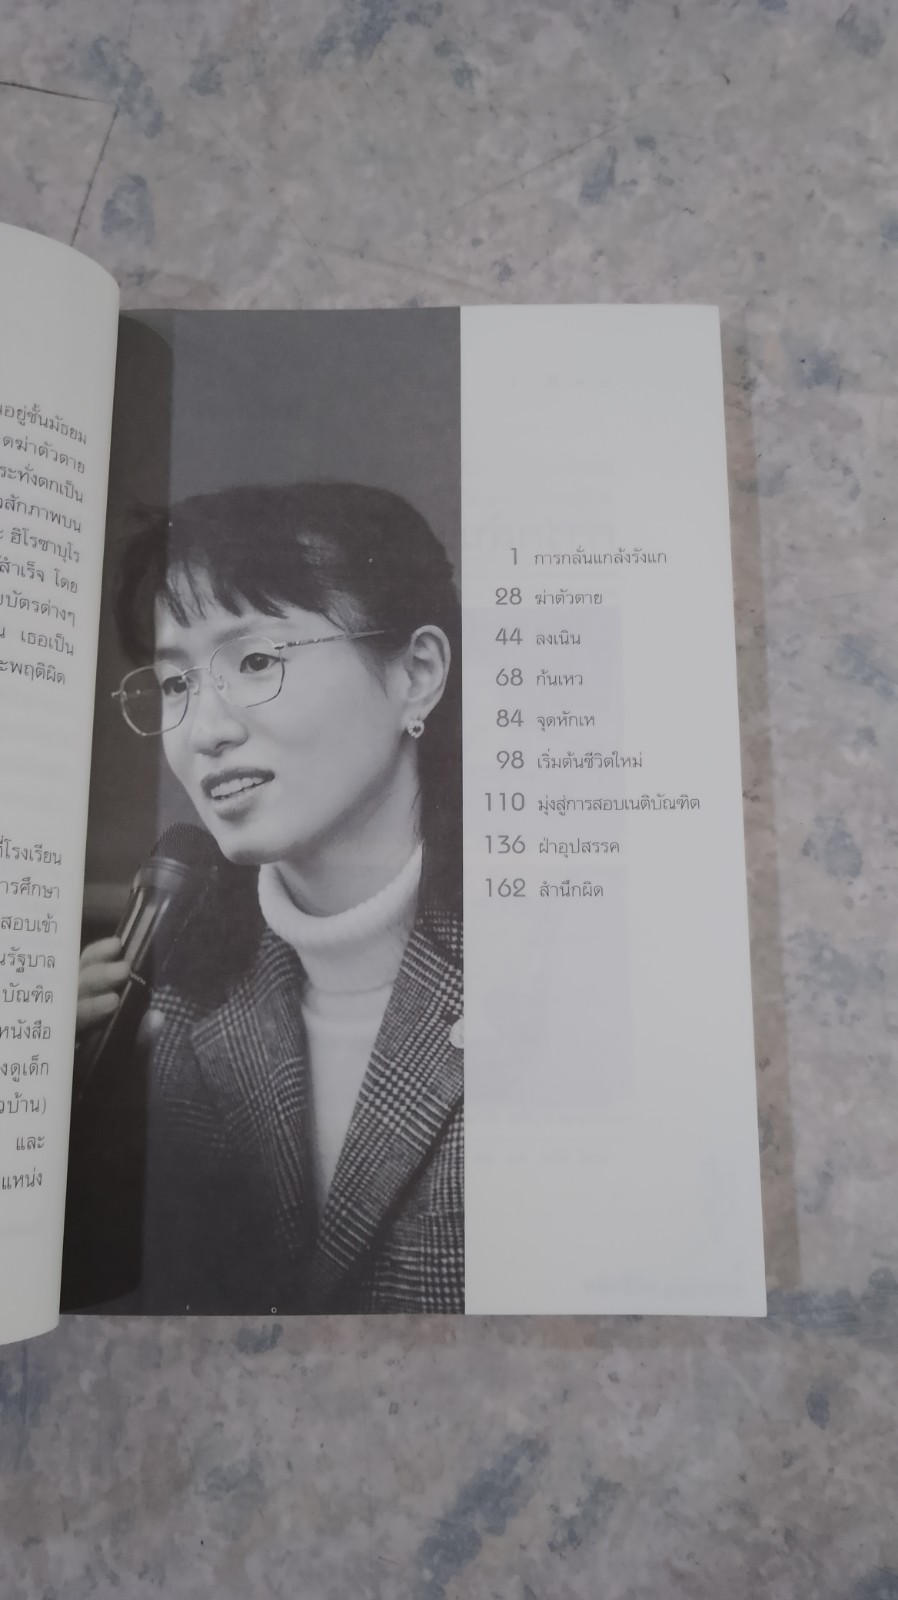 อยู่ชั้นมัธยม
ฆ่าตัวตาย
ระทั่งตกเป็น
สักภาพบน
ฮิโรซาบุโร
สำเร็จ โดย
บัตรต่างๆ
เธอเป็น
ะพฤติผิด
ที่โรงเรียน
ารศึกษา
สอบเข้า
รัฐบาล
บัณฑิต
หนังสือ
งดูเด็ก
วบ้าน)
และ
แหน่ง
1 การกลั่นแกล้งรังแก
28 ฆ่าตัวตาย
44 ลงเนิน
68 ก้นเหว
84 จุดหักเห
98 เริ่มต้นชีวิตใหม่
110 มุ่งสู่การสอบเนติบัณฑิต
136 ฝ่าอุปสรรค
162 สำนึกผิด